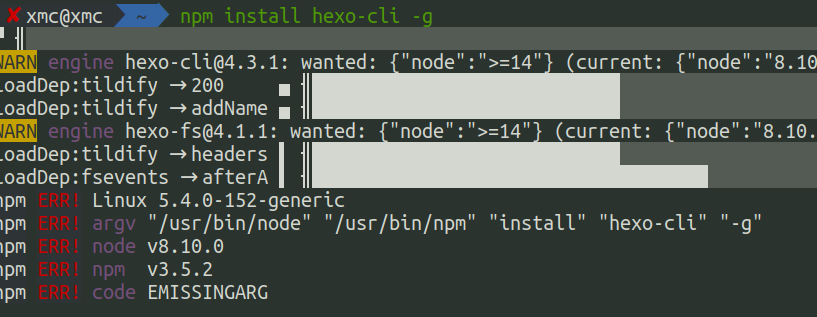 ✘ xmc@xmc ~ npm install hexo-cli -g
WARN engine hexo-cli@4.3.1: wanted: {"node":">=14"} (current: {"node":"8.10
loadDep:tildify → 200
loadDep:tildify → addName
WARN engine hexo-fs@4.1.1: wanted: {"node":">=14"} (current: {"node":"8.10.
loadDep:tildify → headers
loadDep:fsevents → afterA
npm ERR! Linux 5.4.0-152-generic
npm ERR! argv "/usr/bin/node" "/usr/bin/npm" "install" "hexo-cli" "-g"
npm ERR! node v8.10.0
npm ERR! npm v3.5.2
npm ERR! code EMISSINGARG